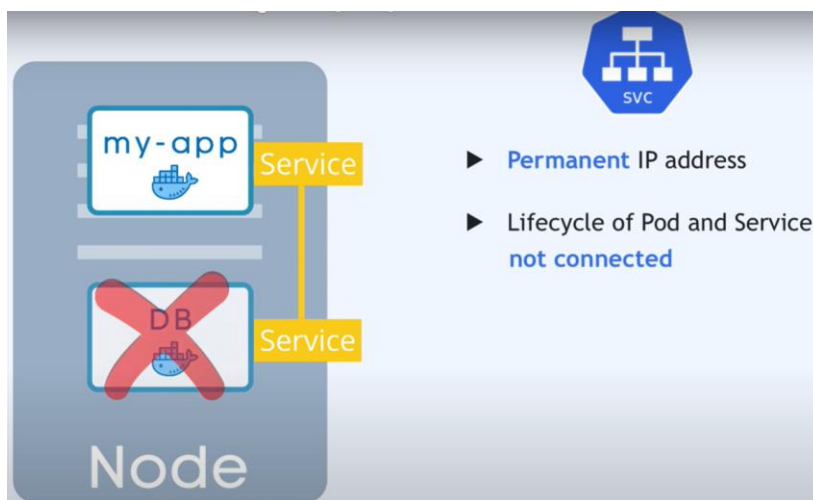 svc
my-app
Service
▶ Permanent IP address
▶ Lifecycle of Pod and Service
not connected
DB
Service
Node